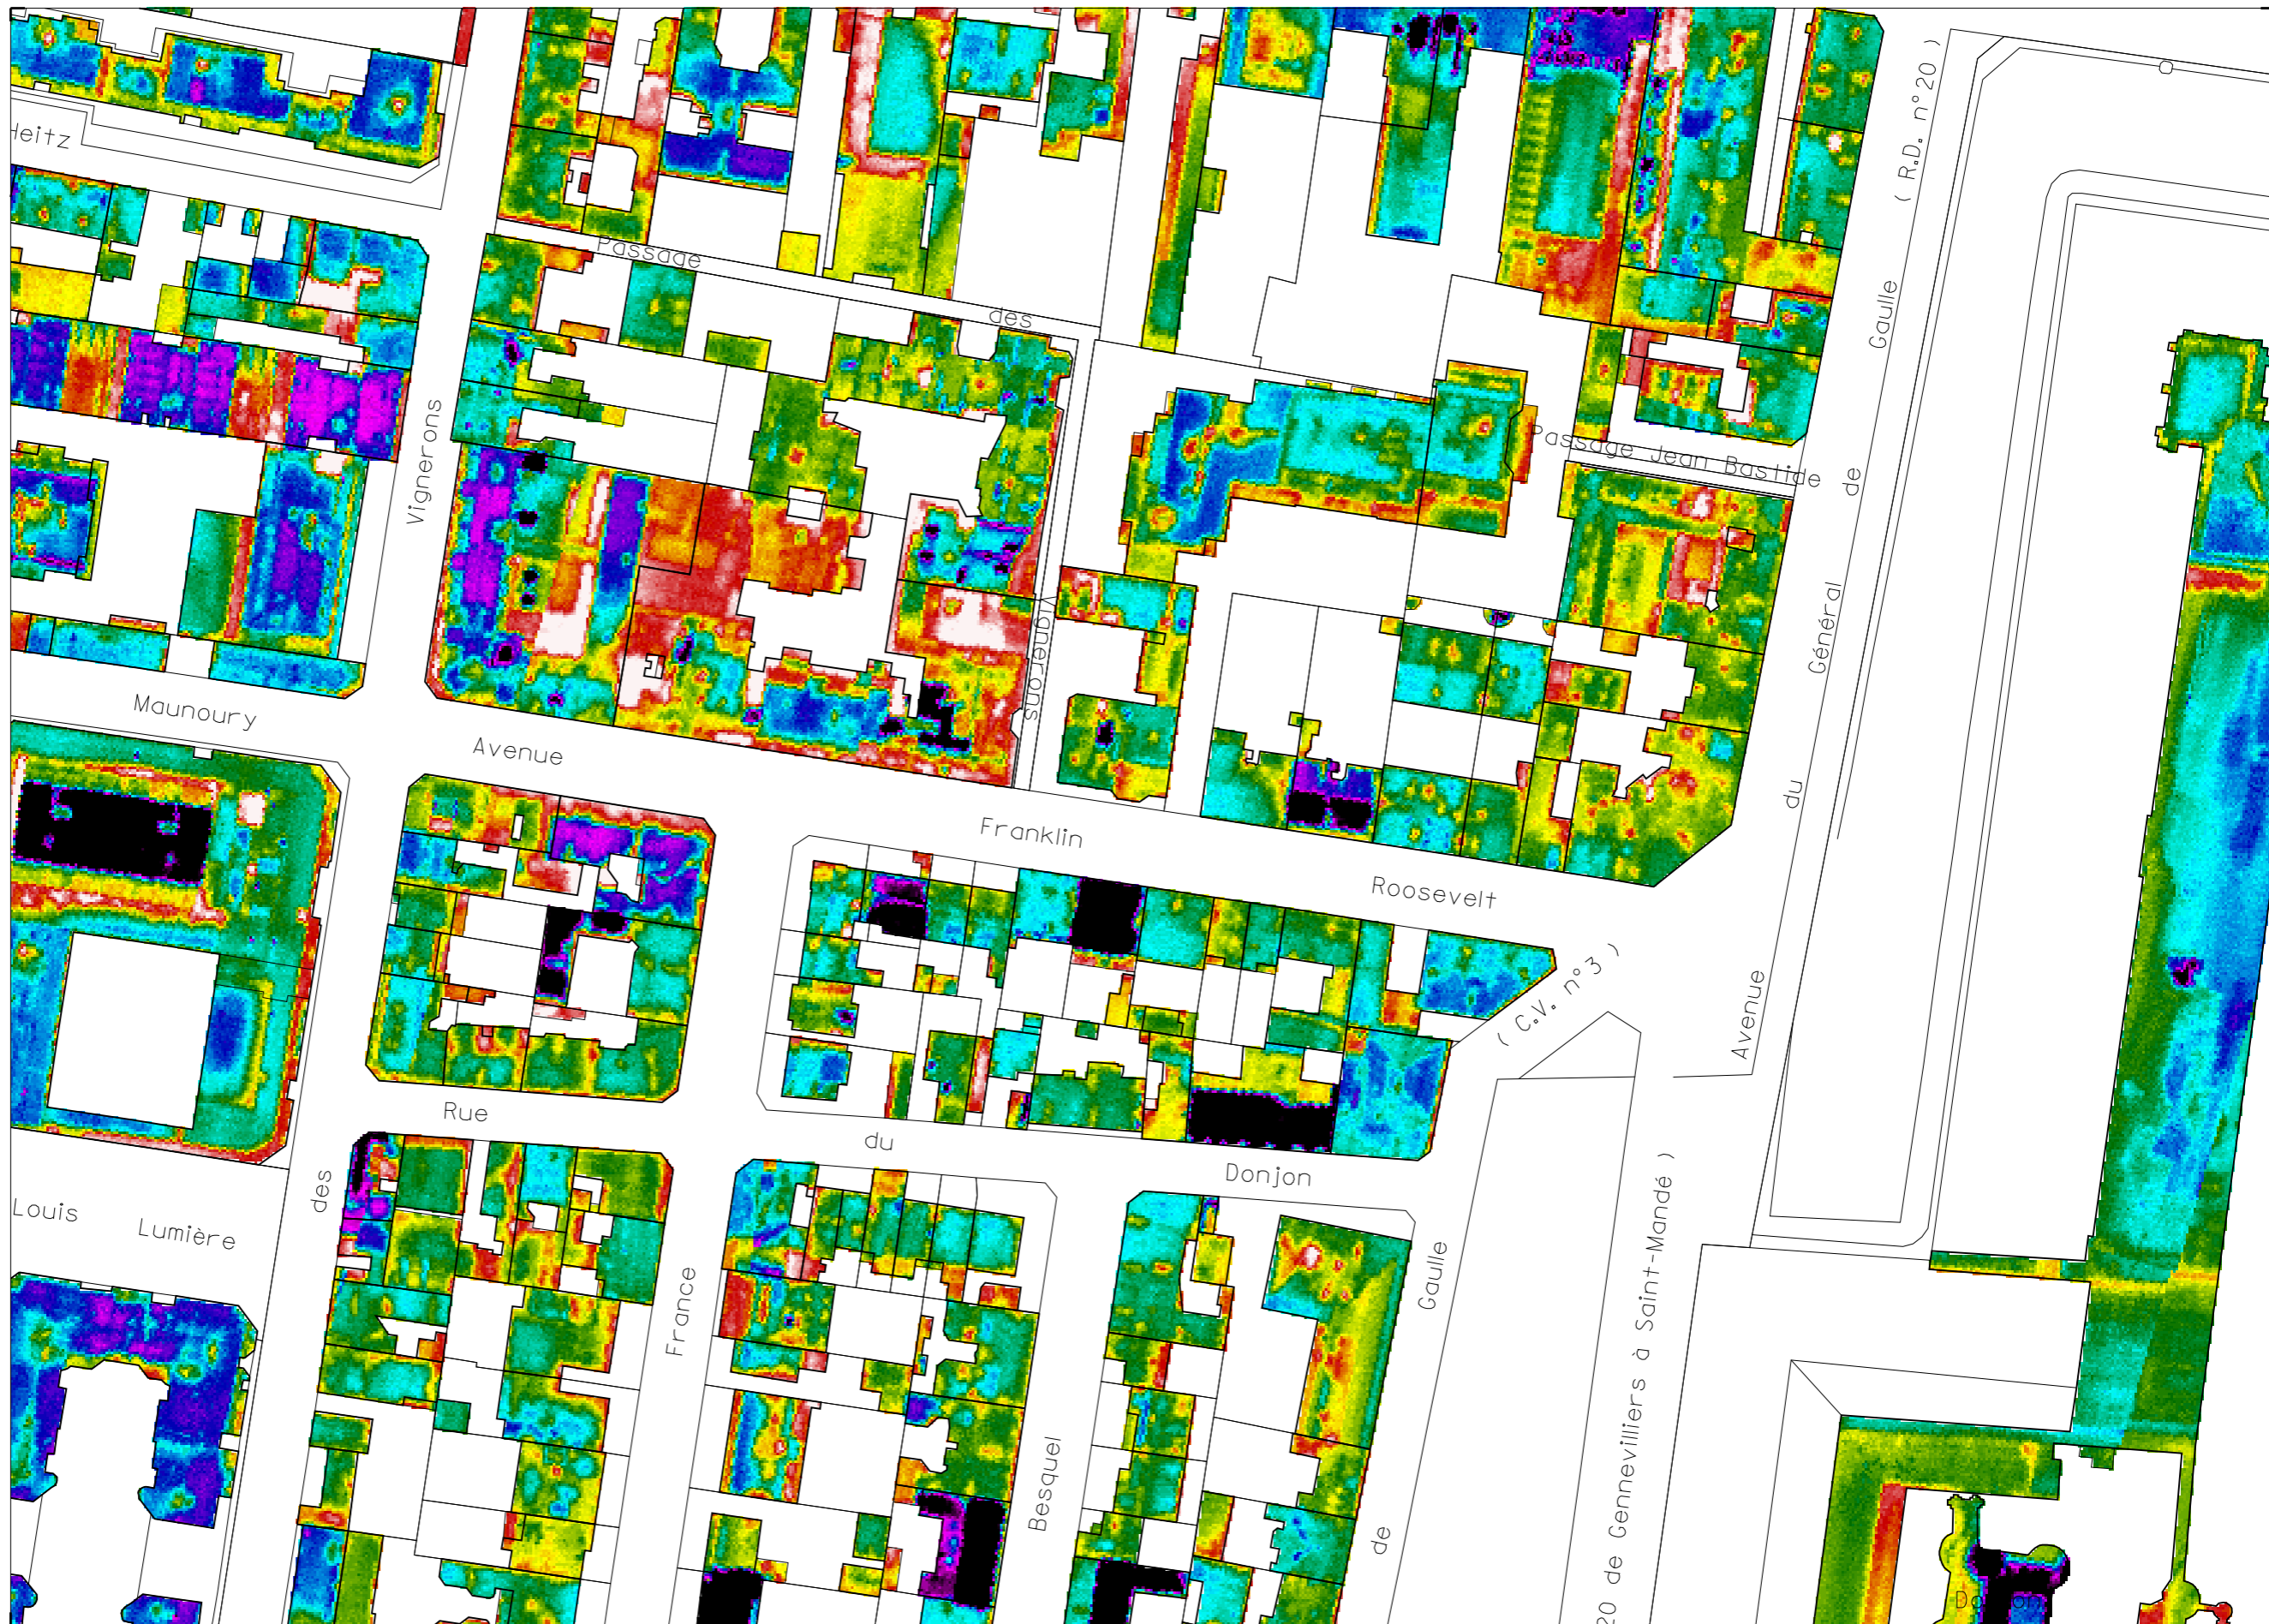 Heitz
( R.D. n°20 )
Passage
des
Gaulle
Vignerons
Passage Jean Bastide
de
Vignerons
Général
Maunoury
Avenue
du
Franklin
Roosevelt
( C.V. n°3 )
Avenue
Rue
du
Donjon
des
Louis
Lumière
Gaulle
France
20 de Gennevilliers à Saint-Mandé )
Besquel
de
Donjon